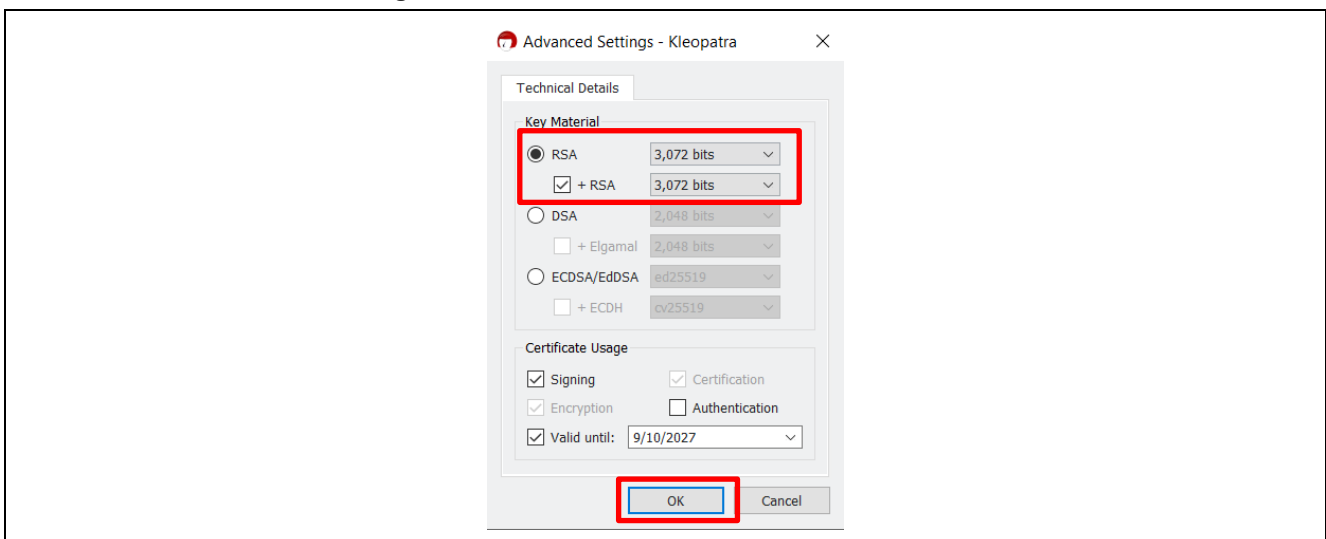 Advanced Settings - Kleopatra
Technical Details
Key Material
RSA 3,072 bits
+ RSA 3,072 bits
DSA 2,048 bits
+ Elgamal 2,048 bits
ECDSA/EdDSA ed25519
+ ECDH cv25519
Certificate Usage
Signing Certification
Encryption Authentication
Valid until: 9/10/2027
OK Cancel